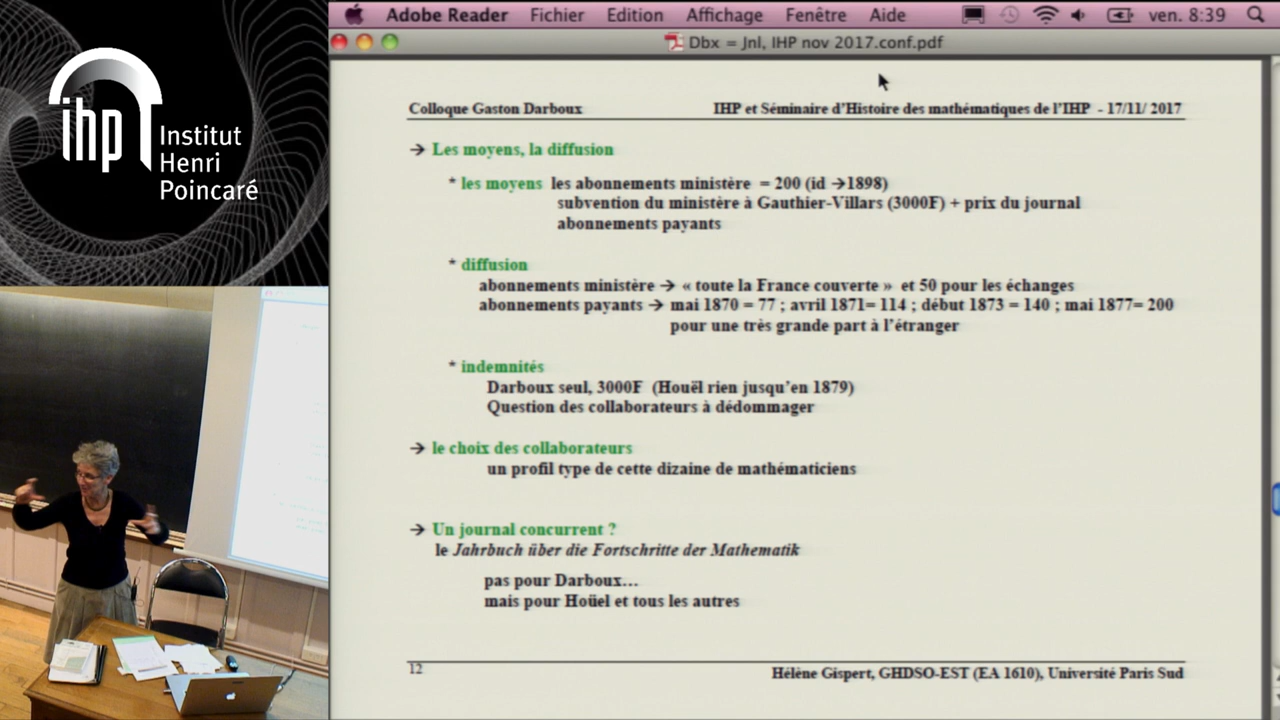 ihp
Institut
Henri
Poincaré
Adobe Reader Fichier Edition Affichage Fenêtre Aide ven. 8:39
Dbx = Jnl, IHP nov 2017.conf.pdf
Colloque Gaston Darboux IHP et Séminaire d'Histoire des mathématiques de l'IHP - 17/11/ 2017
→ Les moyens, la diffusion
* les moyens les abonnements ministère = 200 (id →1898)
subvention du ministère à Gauthier-Villars (3000F) + prix du journal
abonnements payants
* diffusion
abonnements ministère → « toute la France couverte » et 50 pour les échanges
abonnements payants → mai 1870 = 77 ; avril 1871= 114 ; début 1873 = 140 ; mai 1877= 200
pour une très grande part à l'étranger
* indemnités
Darboux seul, 3000F (Houël rien jusqu'en 1879)
Question des collaborateurs à dédommager
→ le choix des collaborateurs
un profil type de cette dizaine de mathématiciens
→ Un journal concurrent ?
le Jahrbuch über die Fortschritte der Mathematik
pas pour Darboux…
mais pour Hoüel et tous les autres
12 Hélène Gispert, GHDSO-EST (EA 1610), Université Paris Sud